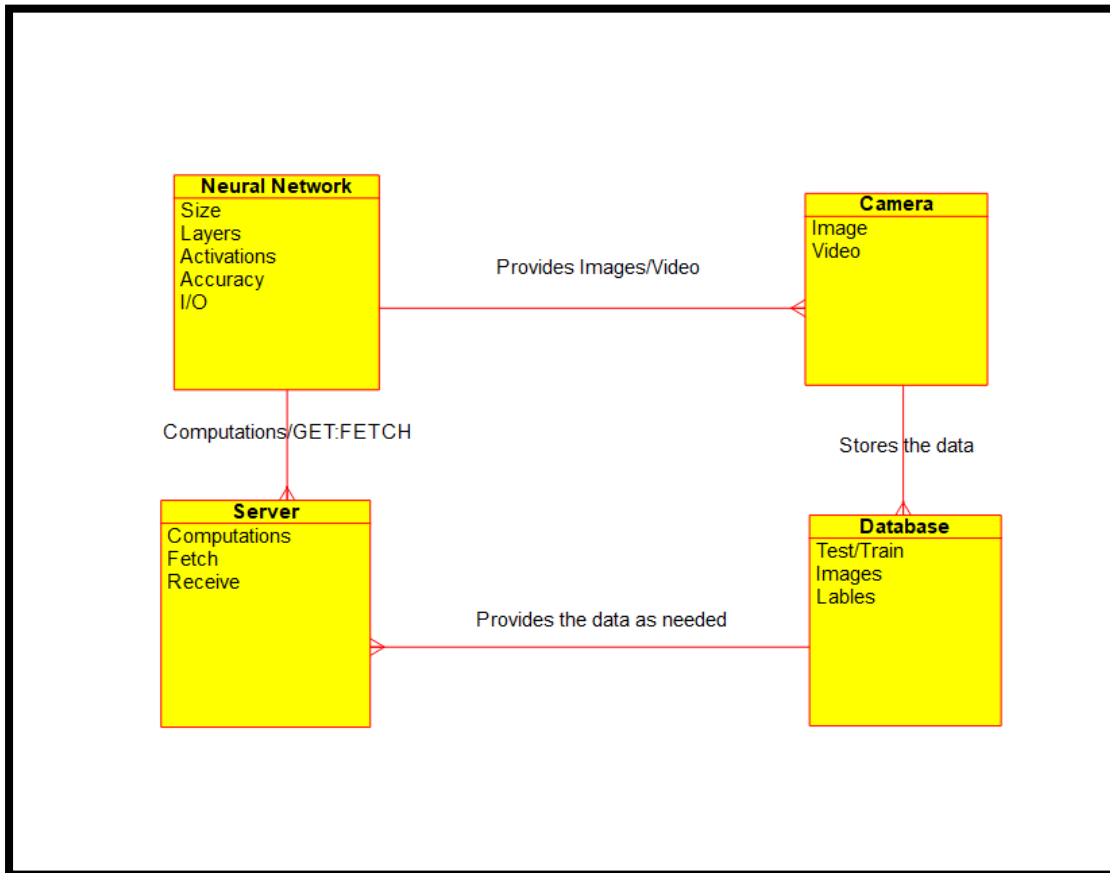 Neural Network
Size
Layers
Activations
Accuracy
I/O
Provides Images/Video
Camera
Image
Video
Computations/GET:FETCH
Stores the data
Server
Computations
Fetch
Receive
Provides the data as needed
Database
Test/Train
Images
Lables